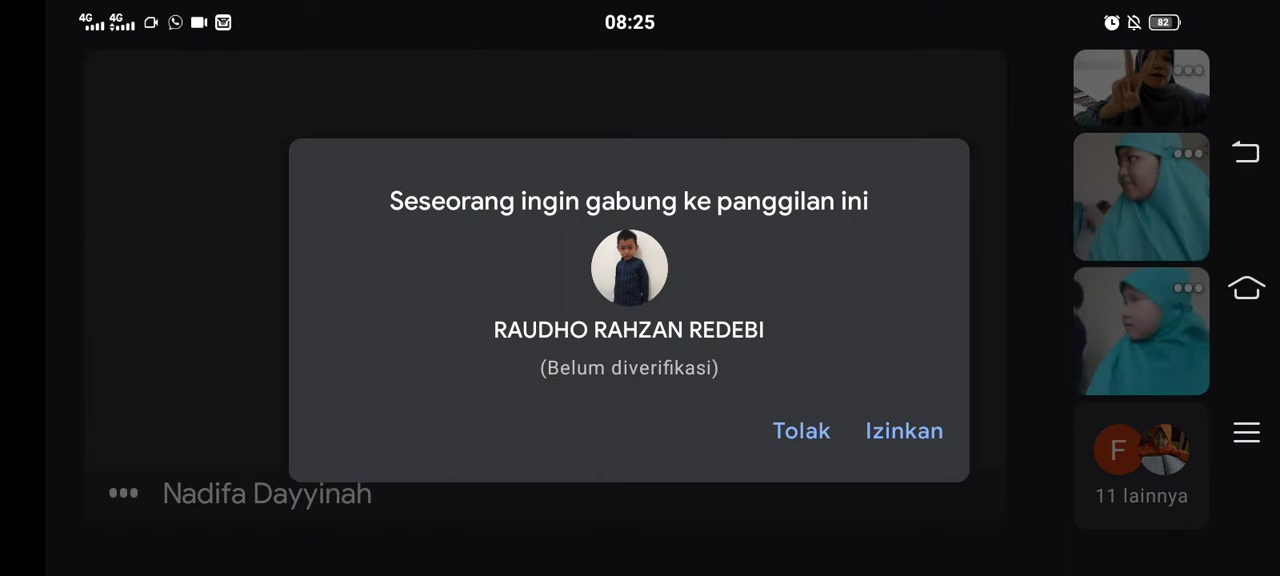 4G 4G 08:25 82
Seseorang ingin gabung ke panggilan ini
RAUDHO RAHZAN REDEBI
(Belum diverifikasi)
Tolak Izinkan
Nadifa Dayyinah
F
11 lainnya